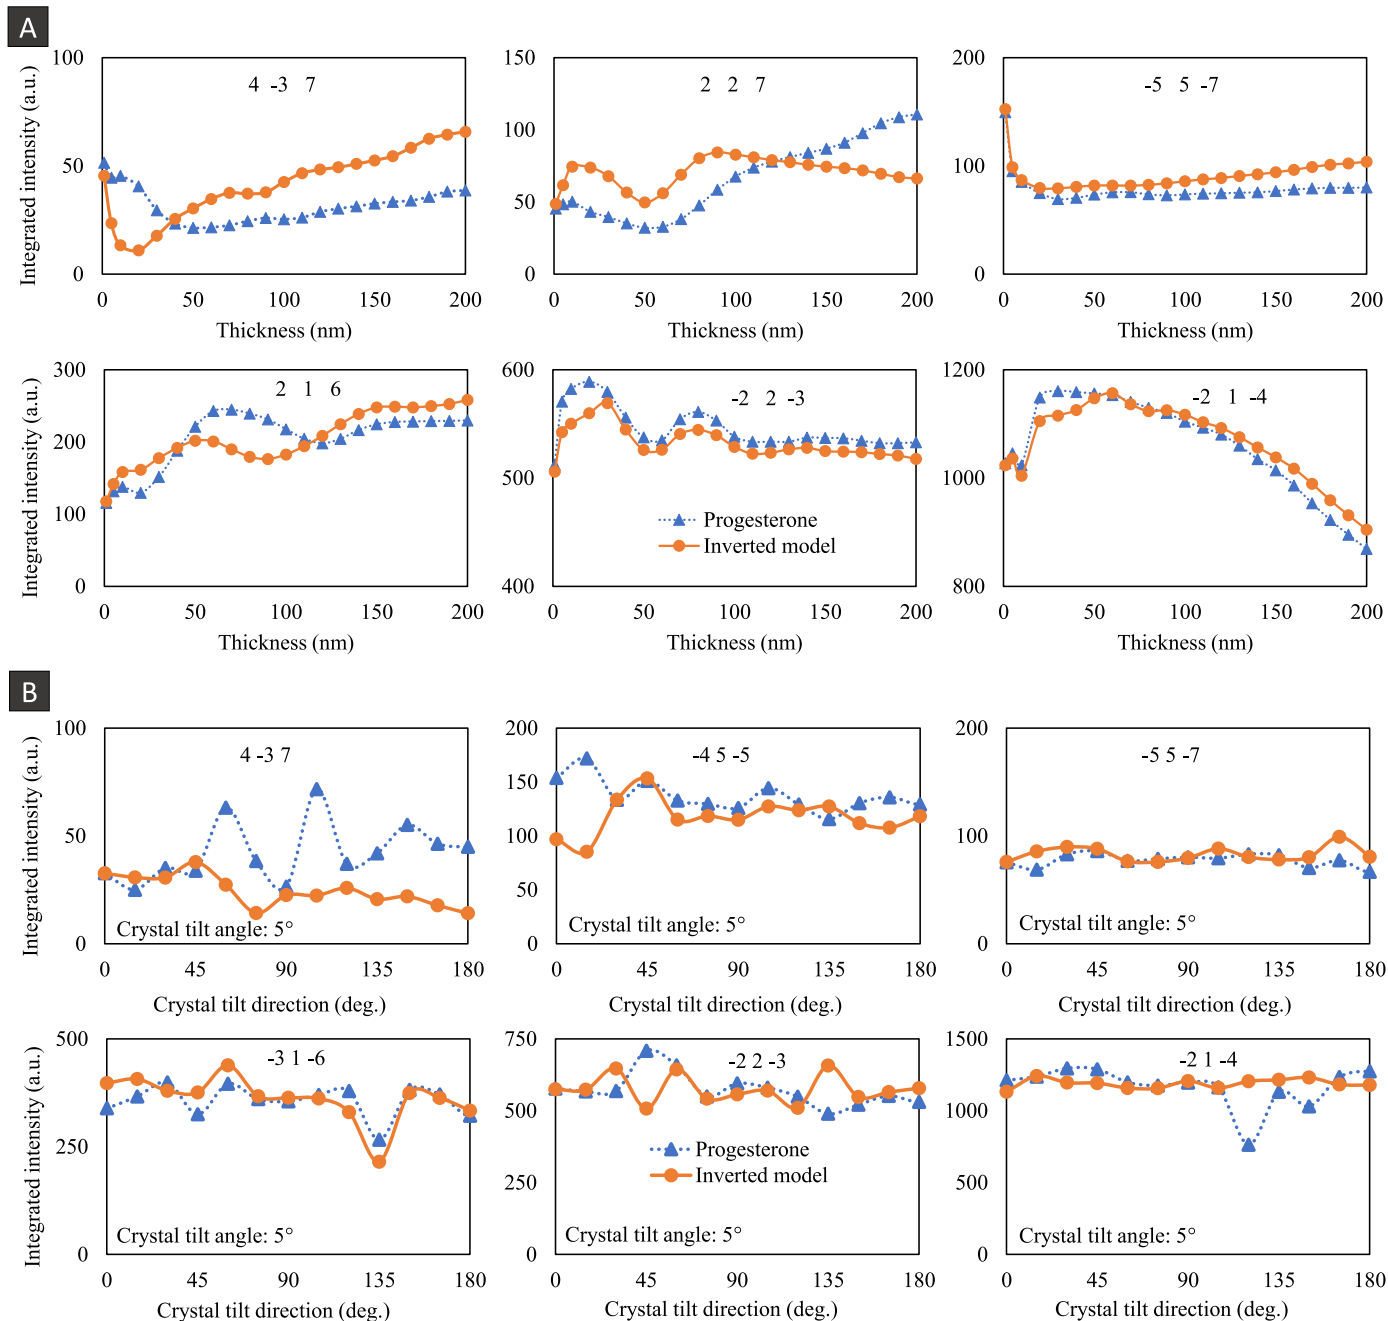 A
Integrated intensity (a.u.)
100
50
0
4 -3 7
0 50 100 150 200
Thickness (nm)
150
100
50
0
2 2 7
0 50 100 150 200
Thickness (nm)
200
100
0
-5 5 -7
0 50 100 150 200
Thickness (nm)
Integrated intensity (a.u.)
300
200
100
0
2 1 6
0 50 100 150 200
Thickness (nm)
600
500
400
-2 2 -3
Progesterone
Inverted model
0 50 100 150 200
Thickness (nm)
1200
1000
800
-2 1 -4
0 50 100 150 200
Thickness (nm)
B
Integrated intensity (a.u.)
100
50
0
4 -3 7
Crystal tilt angle: 5°
0 45 90 135 180
Crystal tilt direction (deg.)
200
150
100
50
0
-4 5 -5
Crystal tilt angle: 5°
0 45 90 135 180
Crystal tilt direction (deg.)
200
100
0
-5 5 -7
Crystal tilt angle: 5°
0 45 90 135 180
Crystal tilt direction (deg.)
Integrated intensity (a.u.)
500
250
0
-3 1 -6
Crystal tilt angle: 5°
0 45 90 135 180
Crystal tilt direction (deg.)
750
500
250
0
-2 2 -3
Progesterone
Inverted model
Crystal tilt angle: 5°
0 45 90 135 180
Crystal tilt direction (deg.)
1500
1000
500
0
-2 1 -4
Crystal tilt angle: 5°
0 45 90 135 180
Crystal tilt direction (deg.)